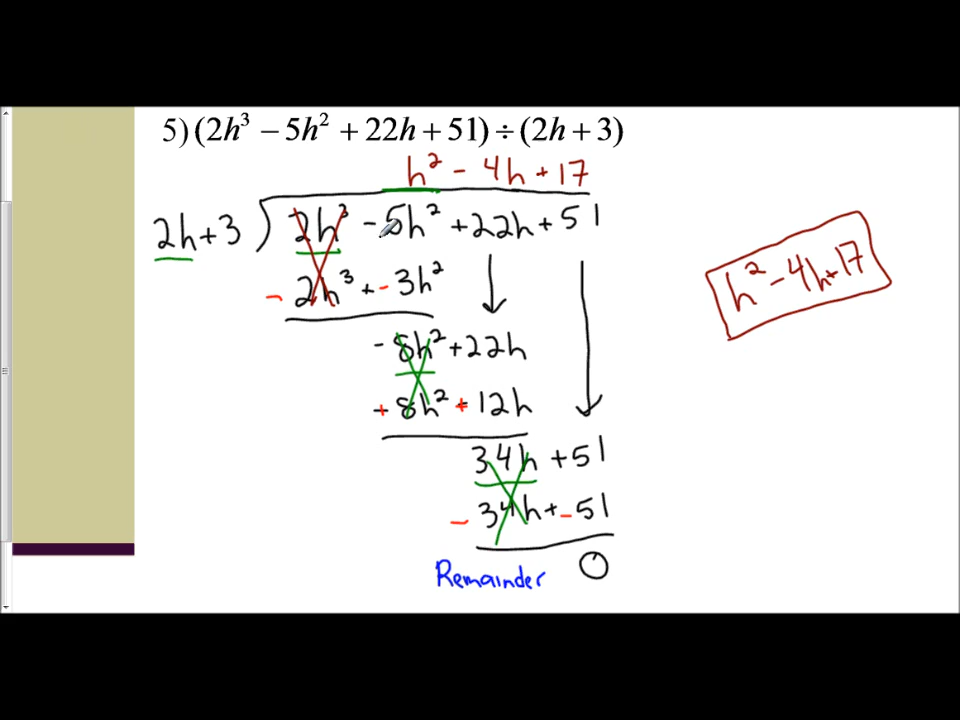 5) (2h³ − 5h² + 22h + 51) ÷ (2h + 3)
h² - 4h + 17
2h+3 ) 2h³ - 5h² + 22h + 51
- 2h³ + - 3h²
- 8h² + 22h
+ 8h² + 12h
34h + 51
- 34h + - 51
Remainder 0
h² - 4h + 17